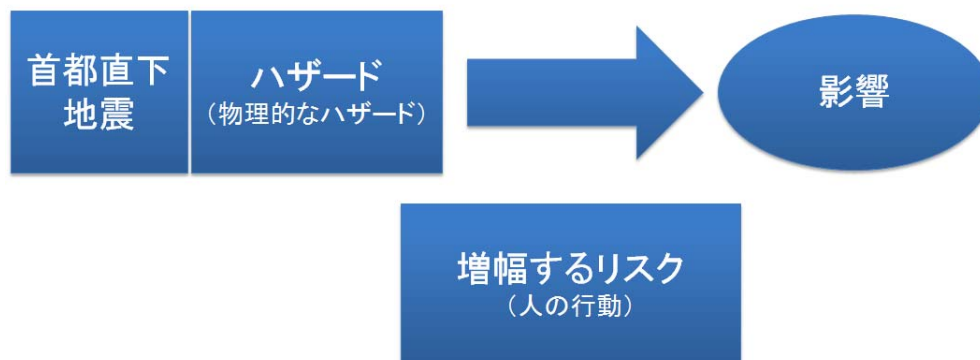 首都直下
地震
ハザード
（物理的なハザード）
影響
増幅するリスク
（人の行動）